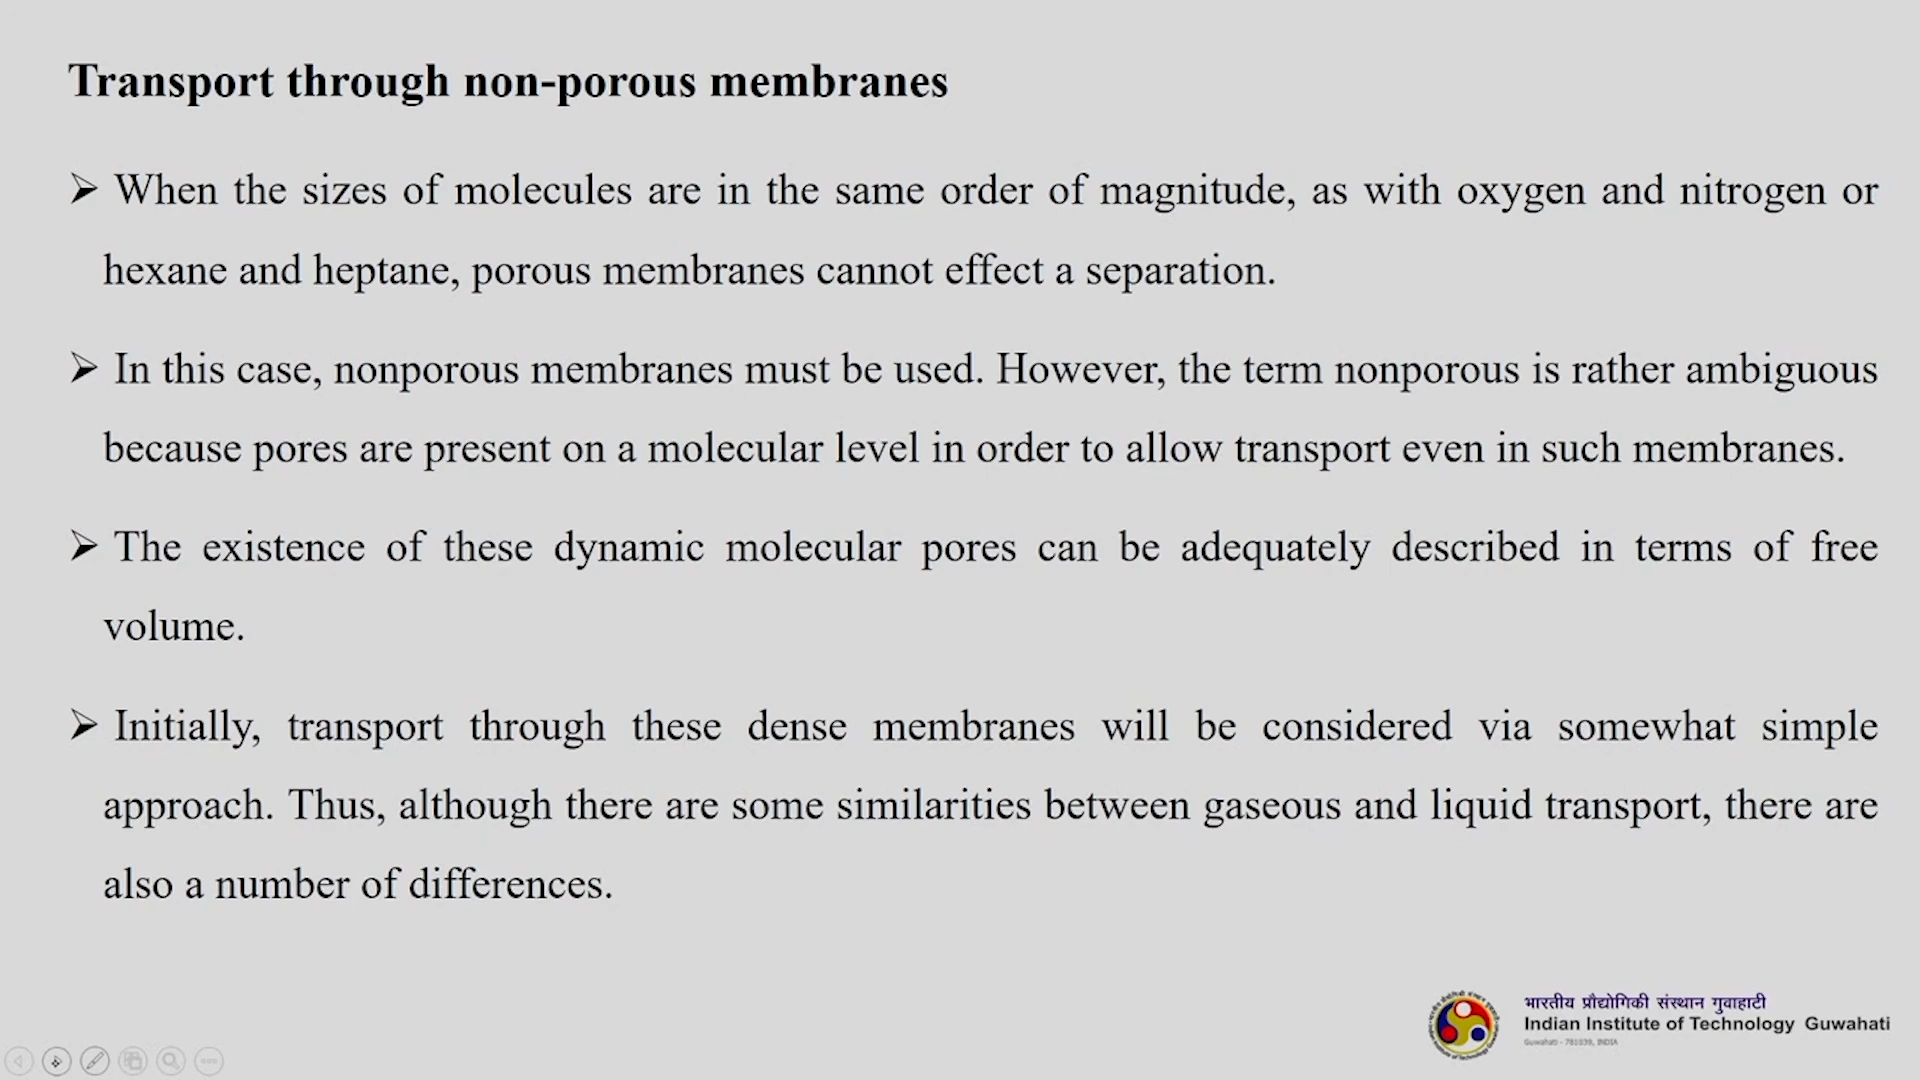 Transport through non-porous membranes
➢ When the sizes of molecules are in the same order of magnitude, as with oxygen and nitrogen or
hexane and heptane, porous membranes cannot effect a separation.
➢ In this case, nonporous membranes must be used. However, the term nonporous is rather ambiguous
because pores are present on a molecular level in order to allow transport even in such membranes.
➢ The existence of these dynamic molecular pores can be adequately described in terms of free
volume.
➢ Initially, transport through these dense membranes will be considered via somewhat simple
approach. Thus, although there are some similarities between gaseous and liquid transport, there are
also a number of differences.
भारतीय प्रौद्योगिकी संस्थान गुवाहाटी
Indian Institute of Technology Guwahati
Guwahati - 781039, INDIA